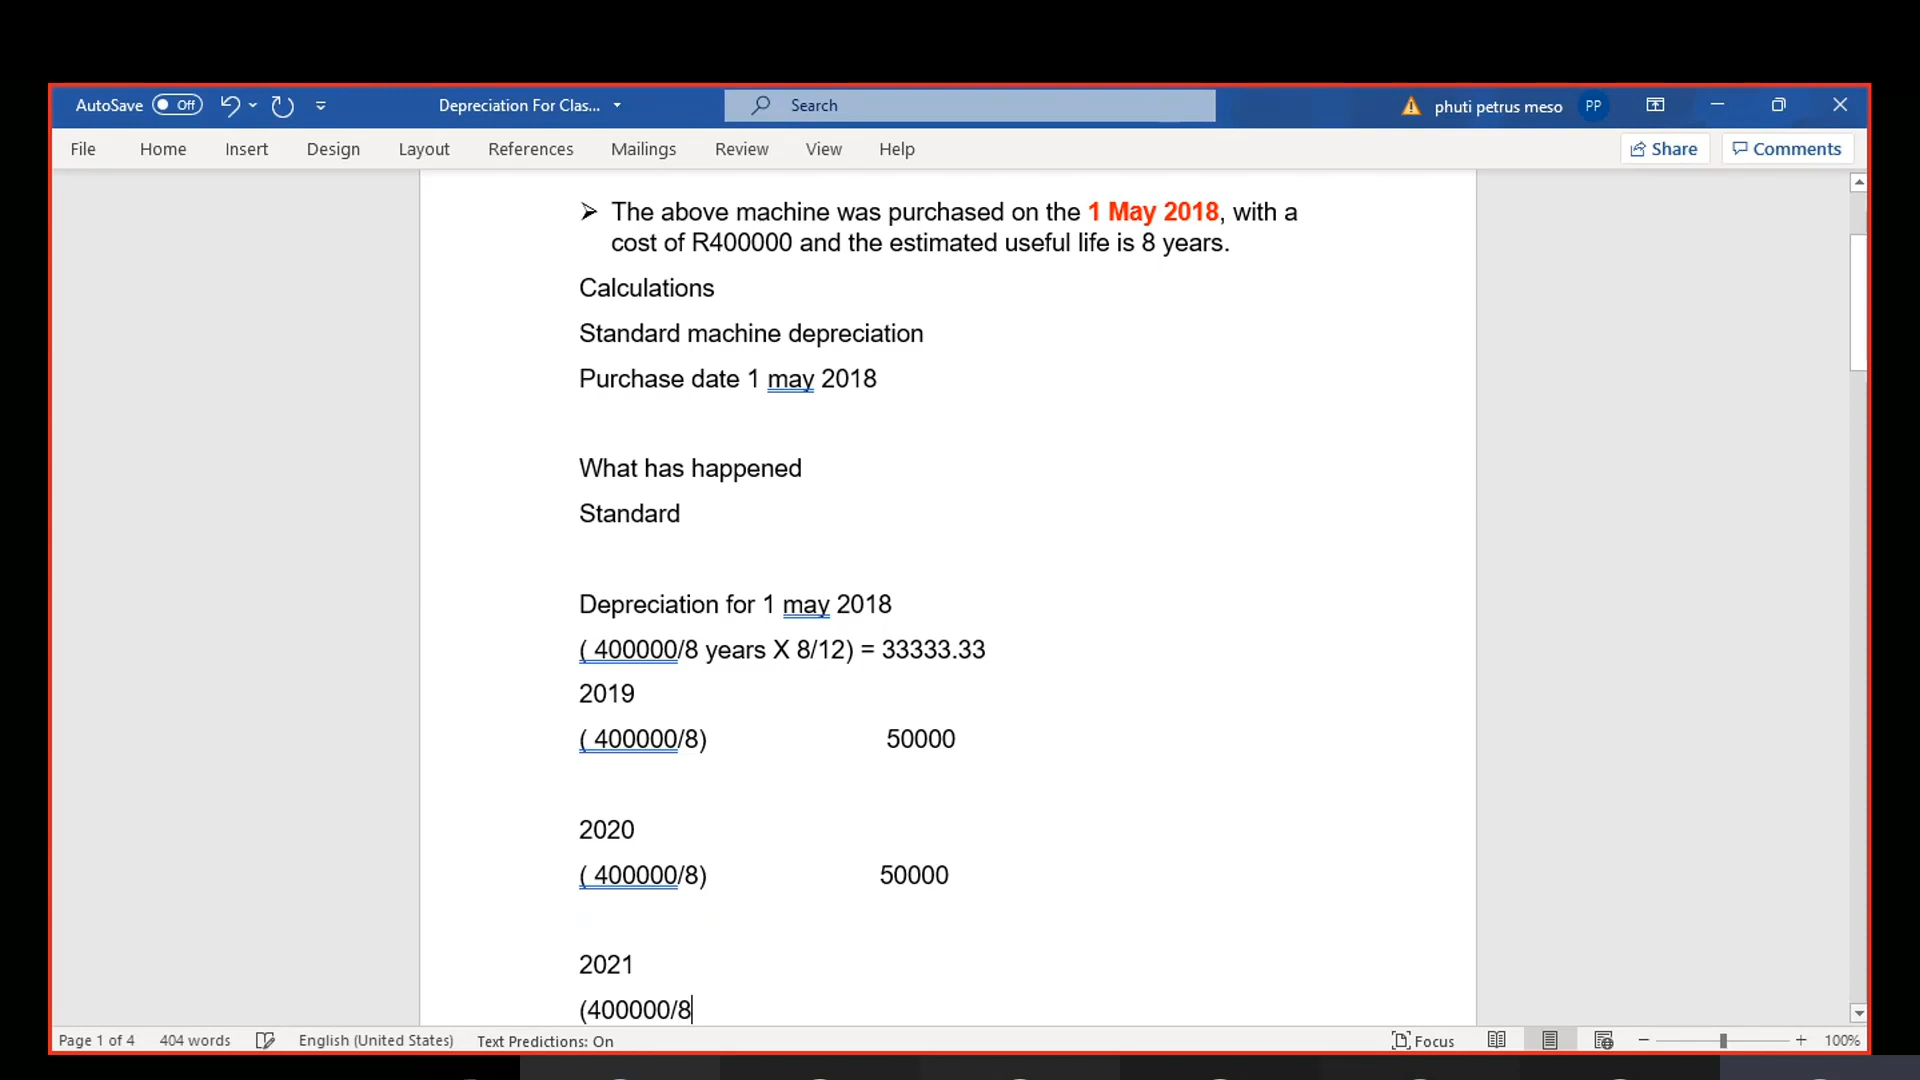 AutoSave Off Depreciation For Clas... Search phuti petrus meso PP
File Home Insert Design Layout References Mailings Review View Help Share Comments
➢ The above machine was purchased on the 1 May 2018, with a
cost of R400000 and the estimated useful life is 8 years.
Calculations
Standard machine depreciation
Purchase date 1 may 2018
What has happened
Standard
Depreciation for 1 may 2018
( 400000/8 years X 8/12) = 33333.33
2019
( 400000/8) 50000
2020
( 400000/8) 50000
2021
(400000/8
Page 1 of 4 404 words English (United States) Text Predictions: On Focus 100%